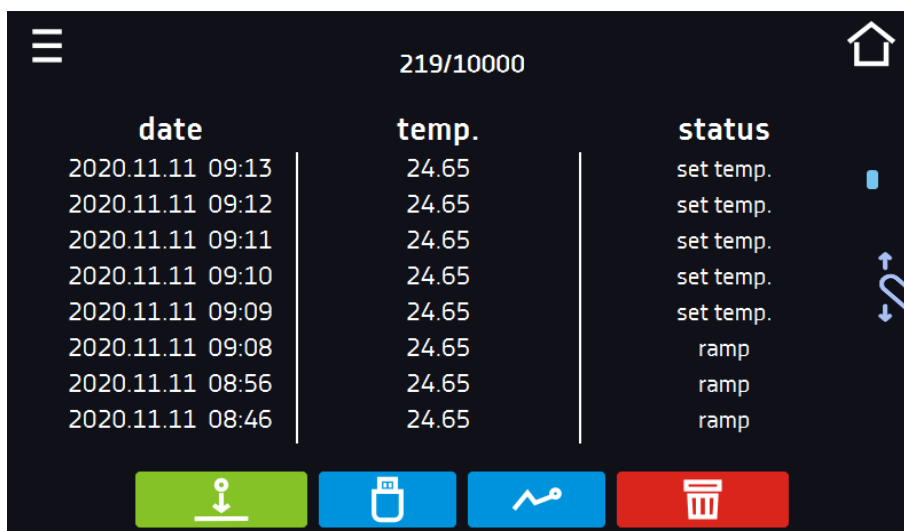 219/10000
date temp. status
2020.11.11 09:13 24.65 set temp.
2020.11.11 09:12 24.65 set temp.
2020.11.11 09:11 24.65 set temp.
2020.11.11 09:10 24.65 set temp.
2020.11.11 09:09 24.65 set temp.
2020.11.11 09:08 24.65 ramp
2020.11.11 08:56 24.65 ramp
2020.11.11 08:46 24.65 ramp